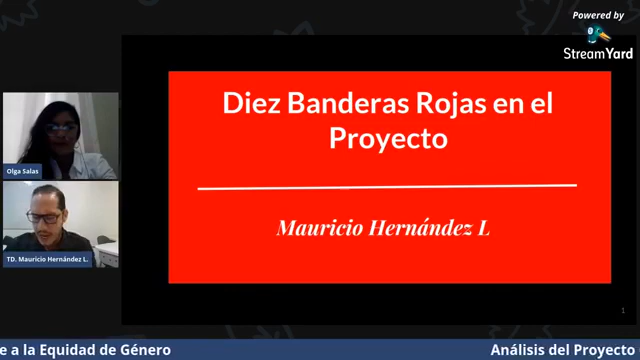 Powered by
StreamYard
Diez Banderas Rojas en el
Proyecto
Mauricio Hernández L
Olga Salas
TD. Mauricio Hernández L.
1
e a la Equidad de Género
Análisis del Proyecto